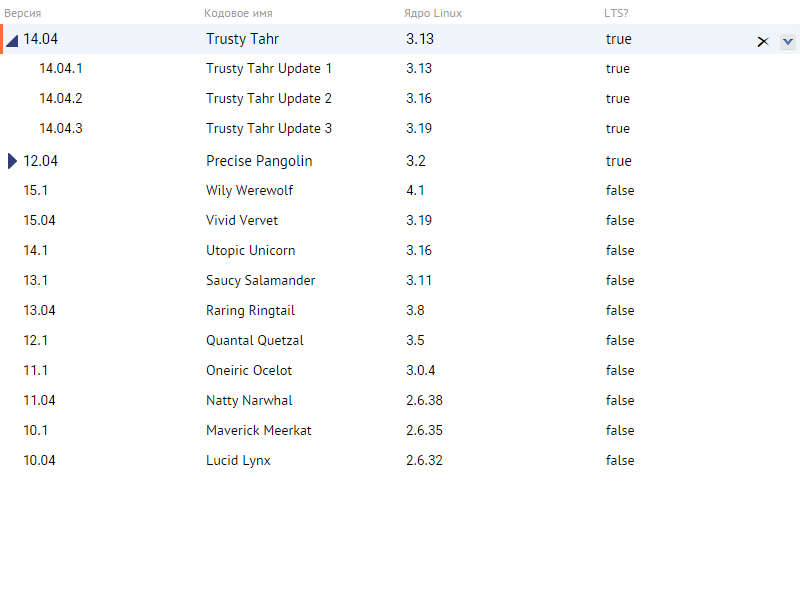 Версия Кодовое имя Ядро Linux LTS?
14.04 Trusty Tahr 3.13 true
14.04.1 Trusty Tahr Update 1 3.13 true
14.04.2 Trusty Tahr Update 2 3.16 true
14.04.3 Trusty Tahr Update 3 3.19 true
12.04 Precise Pangolin 3.2 true
15.1 Wily Werewolf 4.1 false
15.04 Vivid Vervet 3.19 false
14.1 Utopic Unicorn 3.16 false
13.1 Saucy Salamander 3.11 false
13.04 Raring Ringtail 3.8 false
12.1 Quantal Quetzal 3.5 false
11.1 Oneiric Ocelot 3.0.4 false
11.04 Natty Narwhal 2.6.38 false
10.1 Maverick Meerkat 2.6.35 false
10.04 Lucid Lynx 2.6.32 false